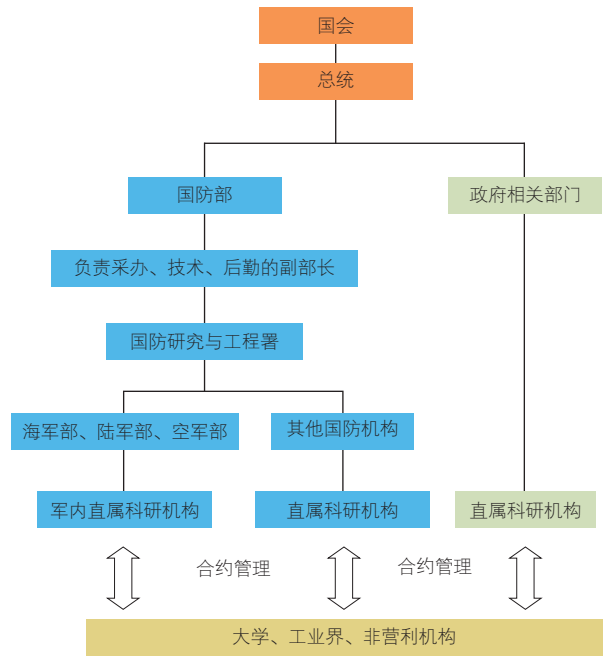 国会
总统
国防部
政府相关部门
负责采办、技术、后勤的副部长
国防研究与工程署
海军部、陆军部、空军部
其他国防机构
军内直属科研机构
直属科研机构
直属科研机构
合约管理
合约管理
大学、工业界、非营利机构